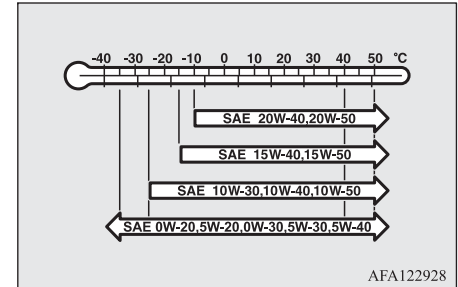 -40 -30 -20 -10 0 10 20 30 40 50 °C
SAE 20W-40,20W-50
SAE 15W-40,15W-50
SAE 10W-30,10W-40,10W-50
SAE 0W-20,5W-20,0W-30,5W-30,5W-40
AFA122928